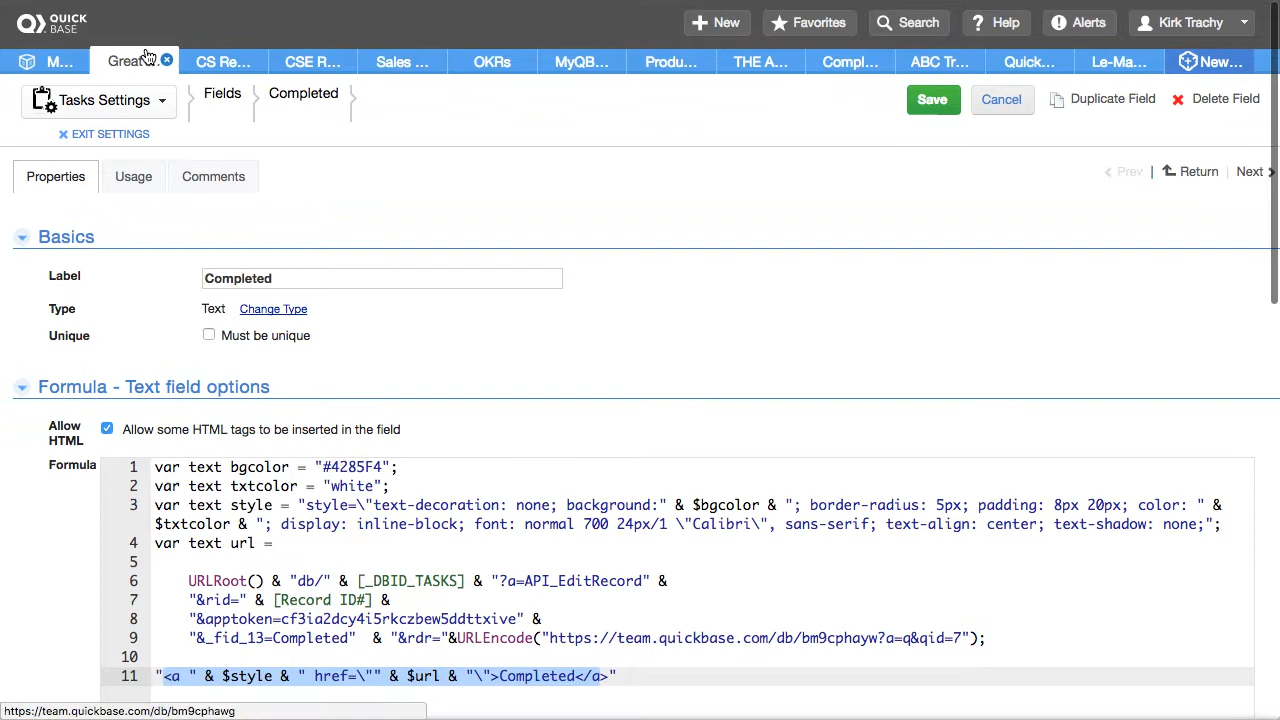 QUICK BASE
New
Favorites
Search
Help
Alerts
Kirk Trachy
M...
Great...
CS Re...
CSE R...
Sales ...
OKRs
MyQB...
Produ...
THE A...
Compl...
ABC Tr...
Quick...
Le-Ma...
New...
Tasks Settings
Fields
Completed
Save
Cancel
Duplicate Field
Delete Field
EXIT SETTINGS
Properties
Usage
Comments
Prev | Return | Next
Basics
Label
Completed
Type
Text Change Type
Unique
Must be unique
Formula - Text field options
Allow HTML
Allow some HTML tags to be inserted in the field
Formula
1 var text bgcolor = "#4285F4";
2 var text txtcolor = "white";
3 var text style = "style=\"text-decoration: none; background:" & $bgcolor & "; border-radius: 5px; padding: 8px 20px; color: " &
$txtcolor & "; display: inline-block; font: normal 700 24px/1 \"Calibri\", sans-serif; text-align: center; text-shadow: none;";
4 var text url =
5
6 URLRoot() & "db/" & [_DBID_TASKS] & "?a=API_EditRecord" &
7 "&rid=" & [Record ID#] &
8 "&apptoken=cf3ia2dcy4i5rkczbew5ddttxive" &
9 "&_fid_13=Completed" & "&rdr="&URLEncode("https://team.quickbase.com/db/bm9cphayw?a=q&qid=7");
10
11 "<a " & $style & " href=\"" & $url & "\">Completed</a>"
https://team.quickbase.com/db/bm9cphawg